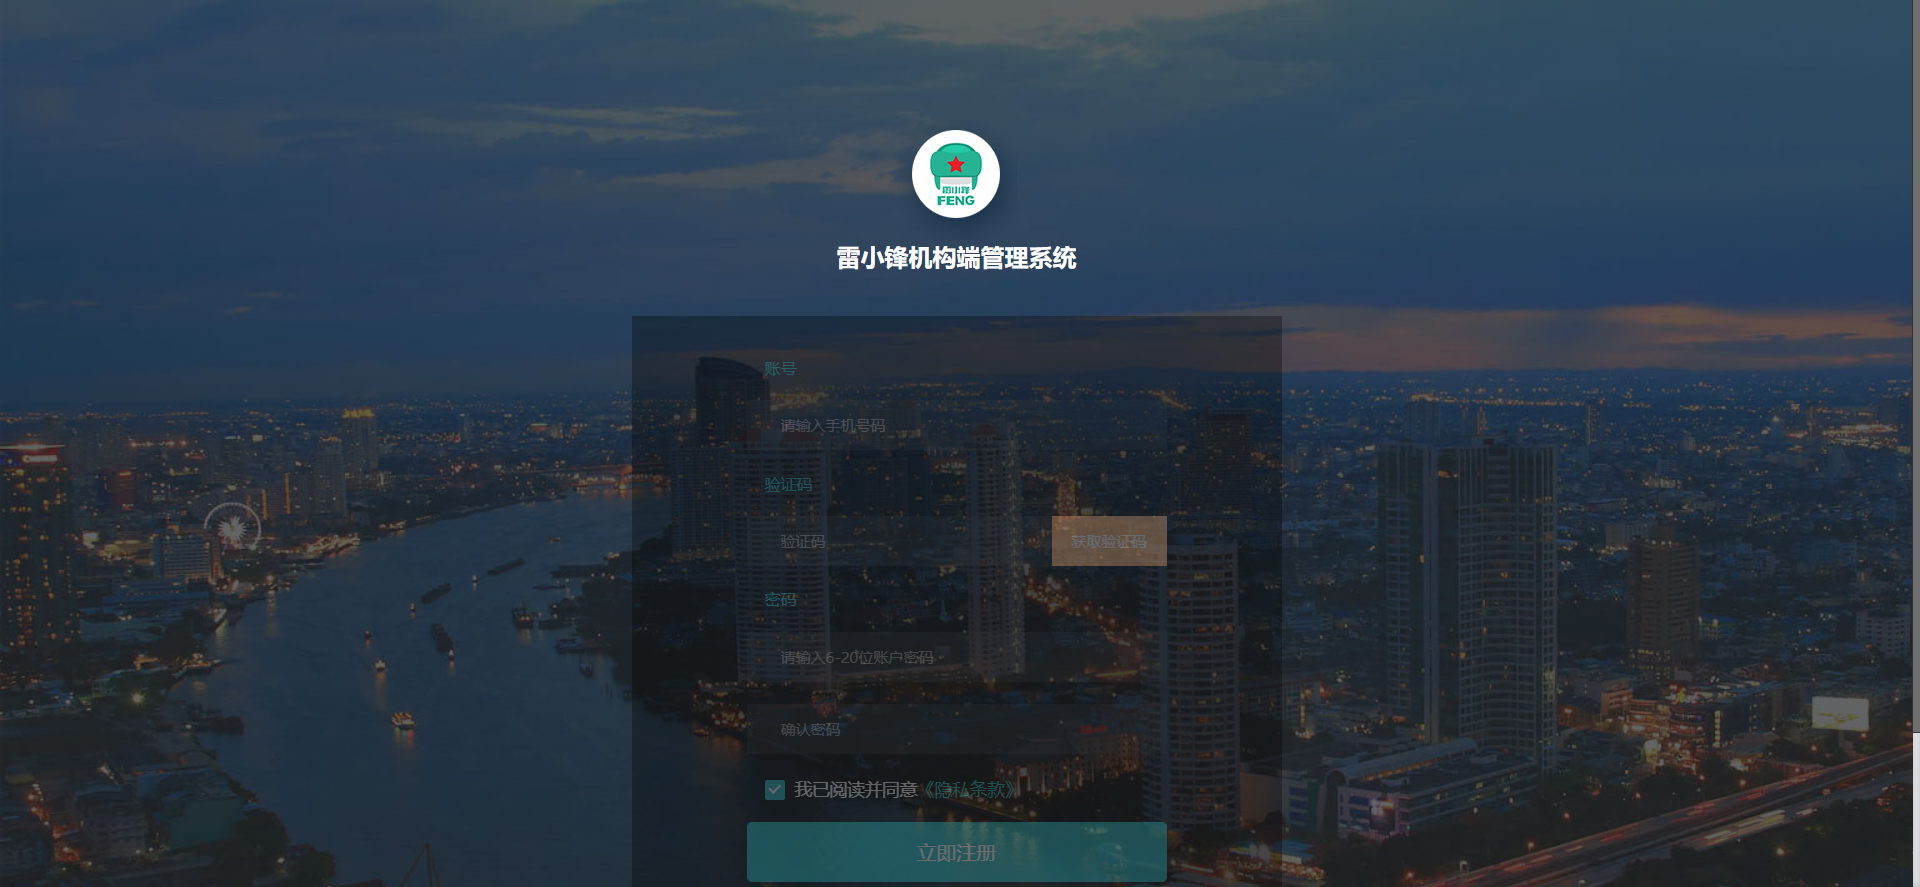 雷小锋
FENG
雷小锋机构端管理系统
账号
请输入手机号码
验证码
验证码
获取验证码
密码
请输入6-20位账户密码
确认密码
我已阅读并同意《隐私条款》
立即注册